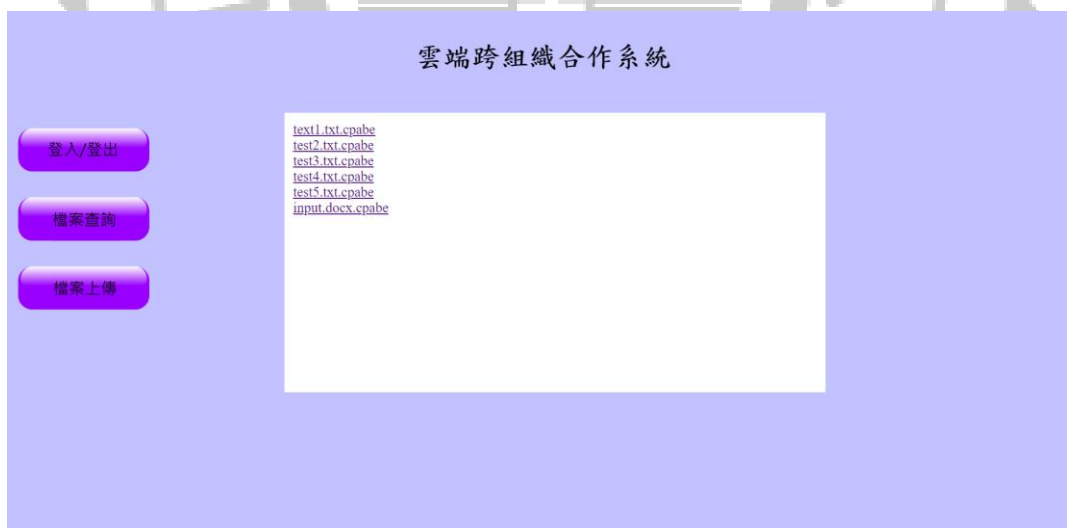 雲端跨組織合作系統
登入/登出
檔案查詢
檔案上傳
text1.txt.cpabe
test2.txt.cpabe
test3.txt.cpabe
test4.txt.cpabe
test5.txt.cpabe
input.docx.cpabe